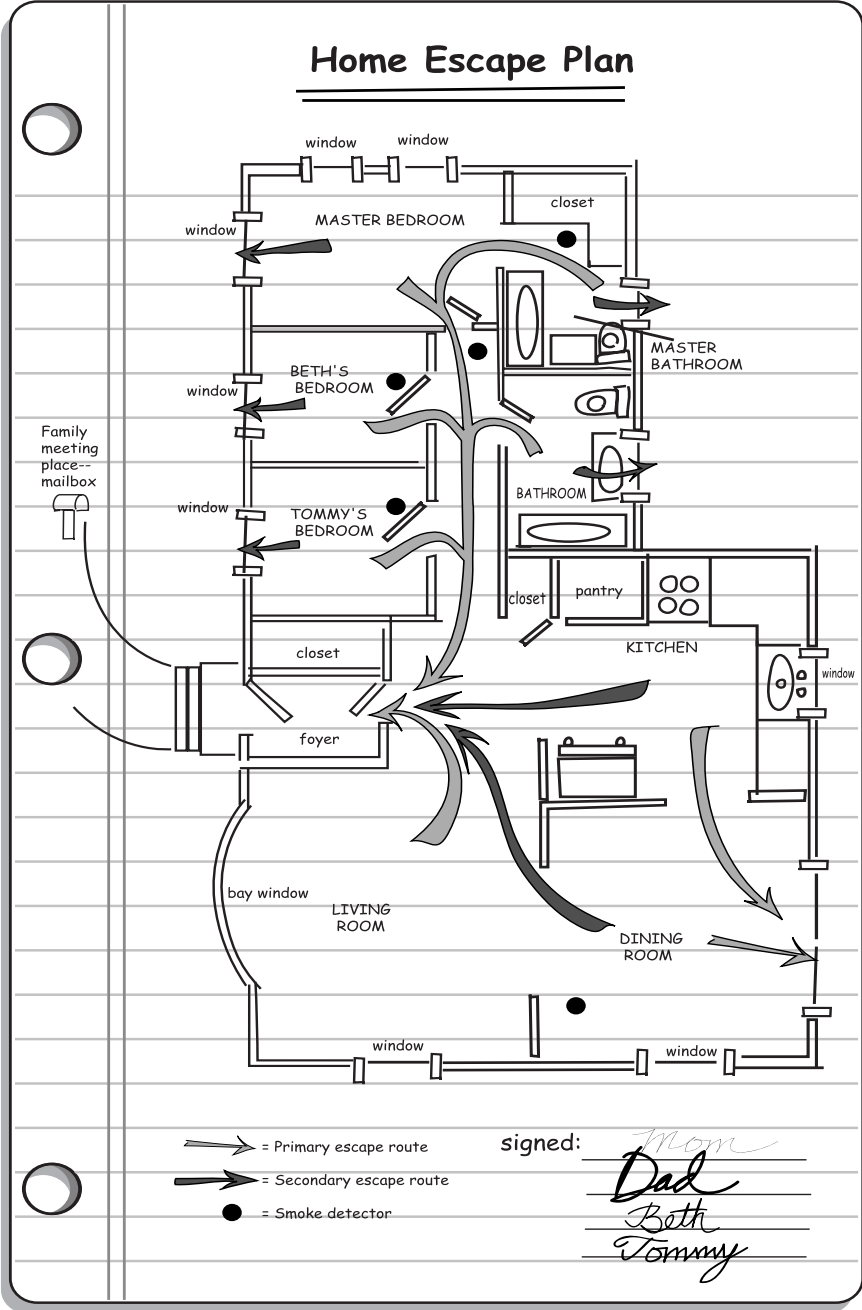 Home Escape Plan
window
window
closet
MASTER BEDROOM
window
MASTER
BATHROOM
BETH'S
BEDROOM
window
Family
meeting
place--
mailbox
BATHROOM
window
TOMMY'S
BEDROOM
closet
pantry
KITCHEN
closet
window
foyer
bay window
LIVING
ROOM
DINING
ROOM
window
window
= Primary escape route
= Secondary escape route
= Smoke detector
signed:
Mom
Dad
Beth
Tommy